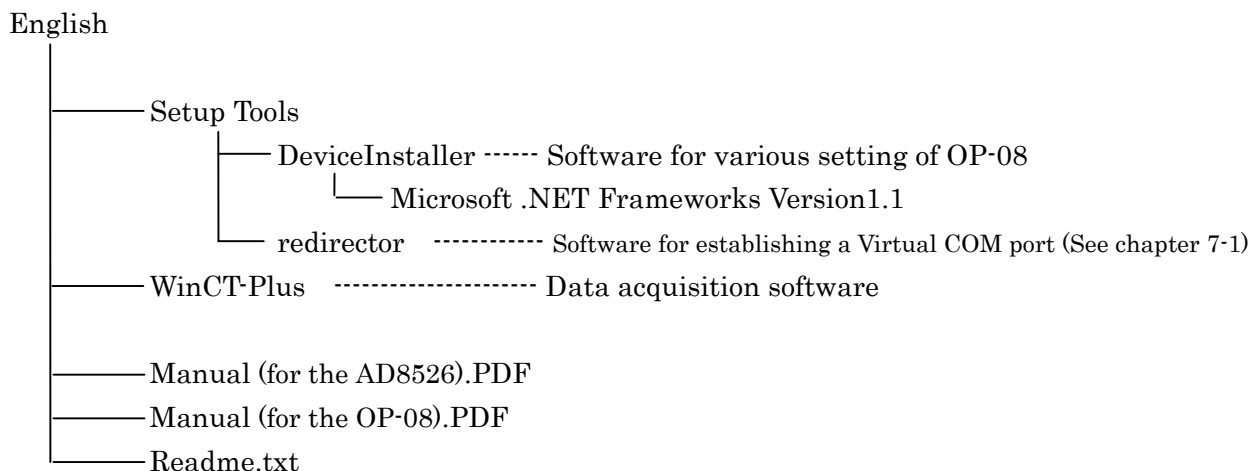 English
Setup Tools
DeviceInstaller ------ Software for various setting of OP-08
Microsoft .NET Frameworks Version1.1
redirector ------------ Software for establishing a Virtual COM port (See chapter 7-1)
WinCT-Plus ---------------------- Data acquisition software
Manual (for the AD8526).PDF
Manual (for the OP-08).PDF
Readme.txt